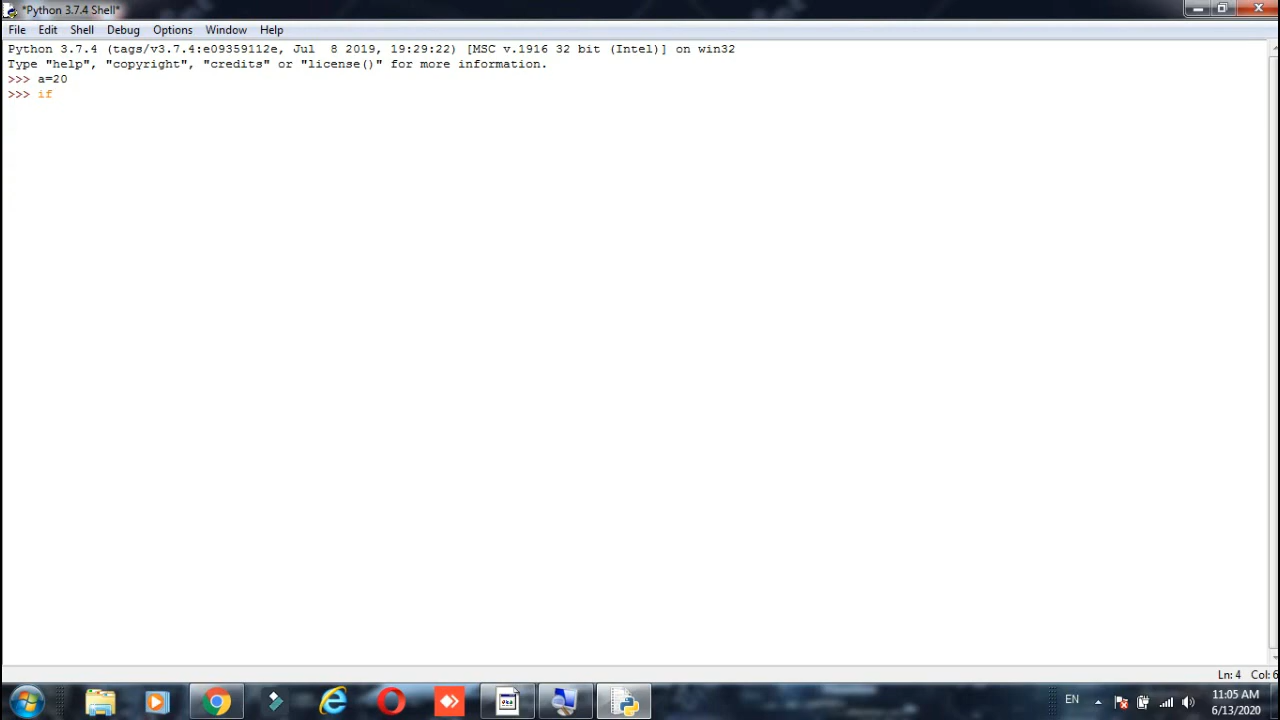 *Python 3.7.4 Shell*
File Edit Shell Debug Options Window Help
Python 3.7.4 (tags/v3.7.4:e09359112e, Jul  8 2019, 19:29:22) [MSC v.1916 32 bit (Intel)] on win32
Type "help", "copyright", "credits" or "license()" for more information.
>>> a=20
>>> if
Ln: 4 Col: 6
EN
11:05 AM
6/13/2020